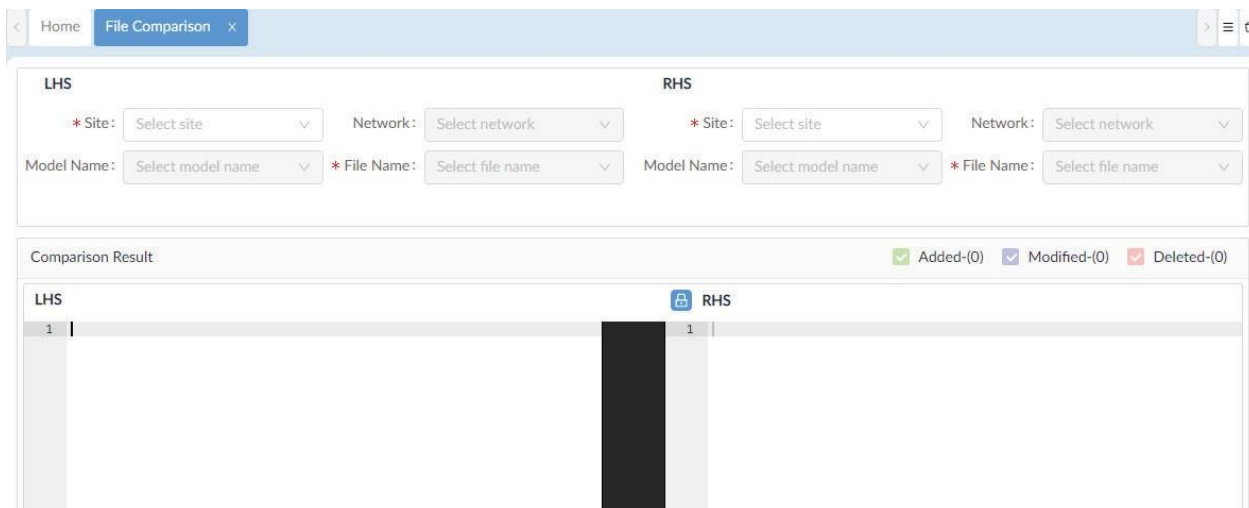 Home File Comparison ×
LHS RHS
* Site: Select site Network: Select network * Site: Select site Network: Select network
Model Name: Select model name * File Name: Select file name Model Name: Select model name * File Name: Select file name
Comparison Result Added-(0) Modified-(0) Deleted-(0)
LHS RHS
1 1